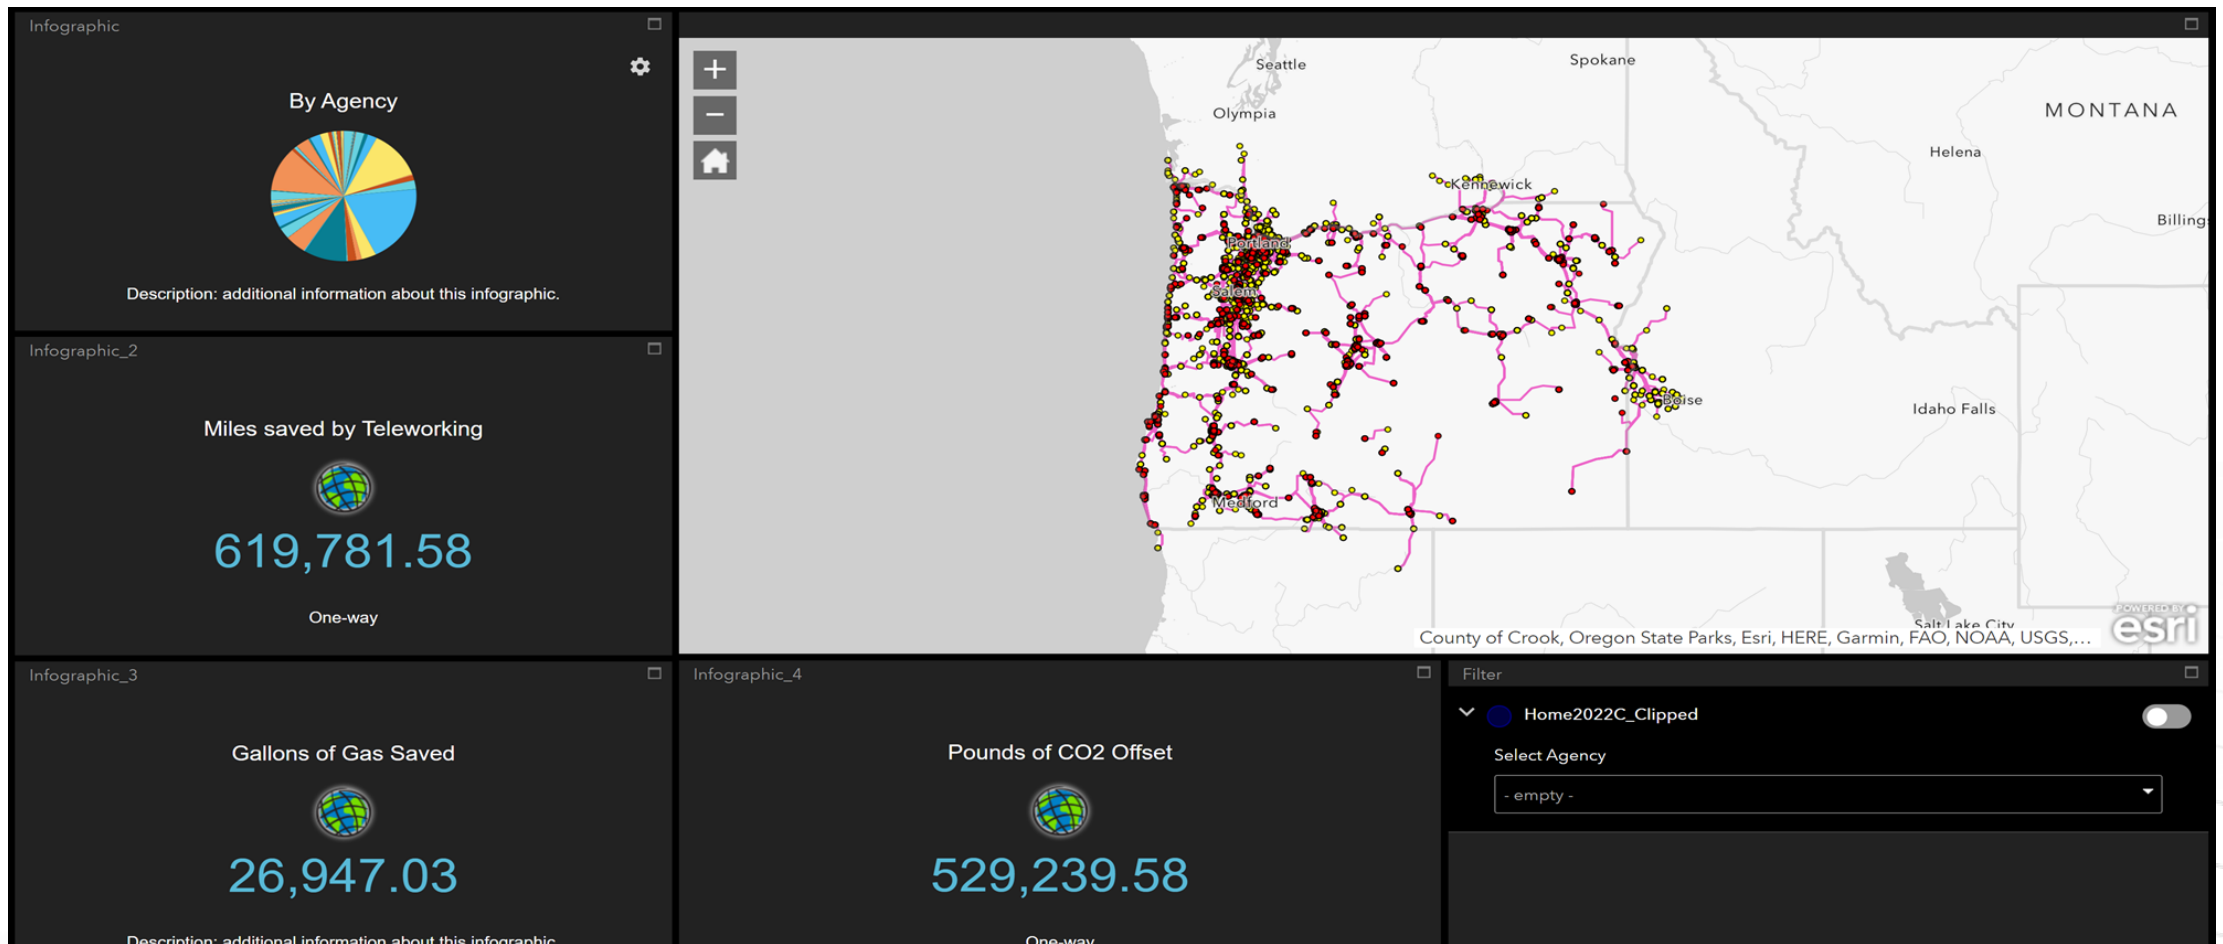 Infographic
By Agency
Description: additional information about this infographic.
Infographic_2
Miles saved by Teleworking
619,781.58
One-way
Infographic_3
Gallons of Gas Saved
26,947.03
Description: additional information about this infographic.
Seattle
Spokane
Olympia
MONTANA
Helena
Kennewick
Billings
Portland
Salem
Boise
Idaho Falls
Medford
Salt Lake City
POWERED BY
esri
County of Crook, Oregon State Parks, Esri, HERE, Garmin, FAO, NOAA, USGS,...
Infographic_4
Pounds of CO2 Offset
529,239.58
One-way
Filter
Home2022C_Clipped
Select Agency
- empty -